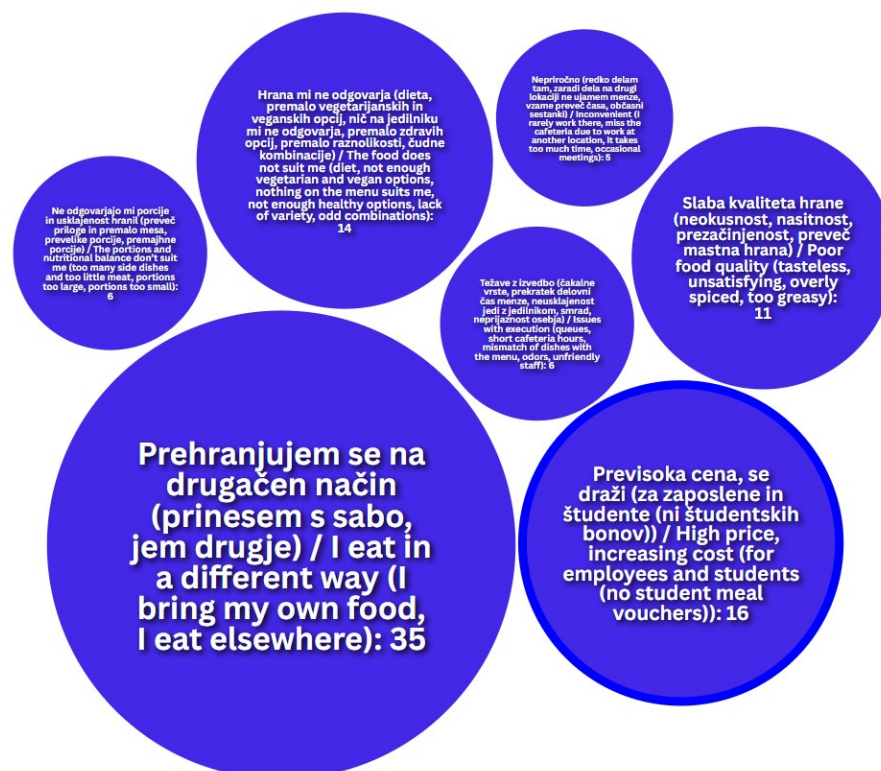 Hrana mi ne odgovarja (dieta,
premalo vegetarijanskih in
veganskih opcij, nič na jedilniku
mi ne odgovarja, premalo zdravih
opcij, premalo raznolikosti, čudne
kombinacije) / The food does
not suit me (diet, not enough
vegetarian and vegan options,
nothing on the menu suits me,
not enough healthy options, lack
of variety, odd combinations):
14
Nepriročno (redko delam
tam, zaradi dela na drugi
lokaciji ne ujamem menze,
vzame preveč časa, občasni
sestanki) / Inconvenient (I
rarely work there, miss the
cafeteria due to work at
another location, it takes
too much time, occasional
meetings): 5
Ne odgovarjajo mi porcije
in usklajenost hranil (preveč
priloge in premalo mesa,
prevelike porcije, premajhne
porcije) / The portions and
nutritional balance don't suit
me (too many side dishes
and too little meat, portions
too large, portions too small):
6
Slaba kvaliteta hrane
(neokusnost, nasitnost,
prezačinjenost, preveč
mastna hrana) / Poor
food quality (tasteless,
unsatisfying, overly
spiced, too greasy):
11
Težave z izvedbo (čakalne
vrste, prekratek delovni
čas menze, neusklajenost
jedi z jedilnikom, smrad,
neprijaznost osebja) / Issues
with execution (queues,
short cafeteria hours,
mismatch of dishes with
the menu, odors, unfriendly
staff): 6
Prehranjujem se na
drugačen način
(prinesem s sabo,
jem drugje) / I eat in
a different way (I
bring my own food,
I eat elsewhere): 35
Previsoka cena, se
draži (za zaposlene in
študente (ni študentskih
bonov)) / High price,
increasing cost (for
employees and students
(no student meal
vouchers)): 16